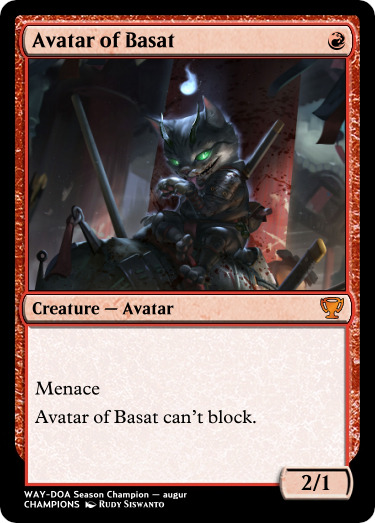 Avatar of Basat
Creature — Avatar
Menace
Avatar of Basat can't block.
2/1
WAY-DOA Season Champion — augur
CHAMPIONS Rudy Siswanto